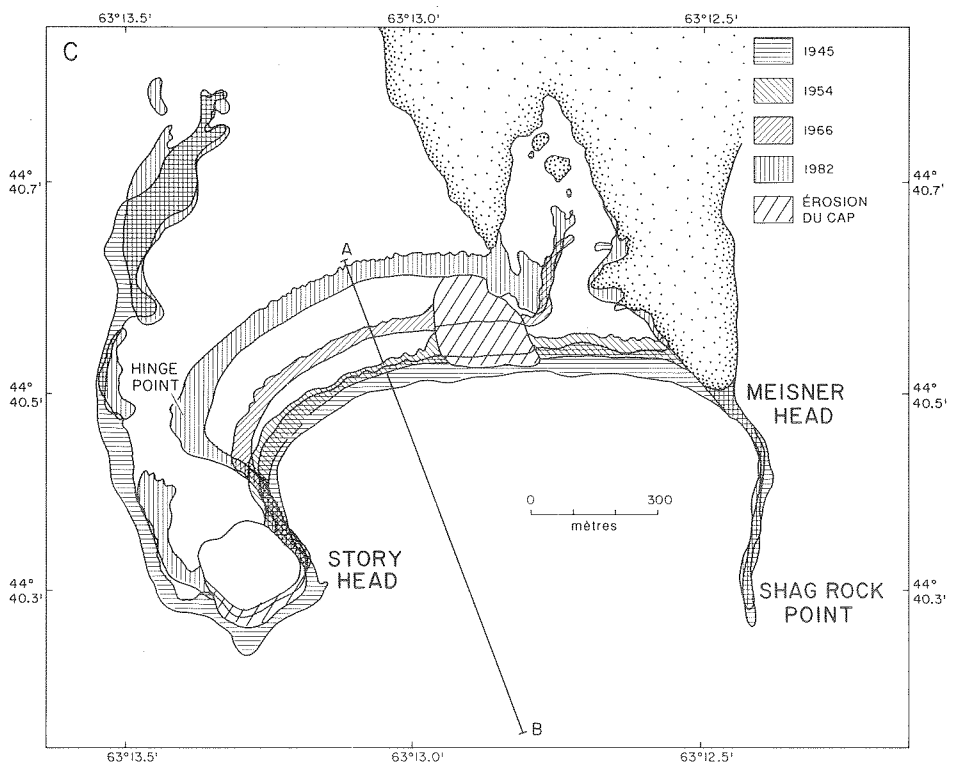 63°13.5'
63°13.0'
63°12.5'
C
1945
1954
1966
1982
ÉROSION
DU CAP
44°
40.7'
44°
40.7'
A
HINGE
POINT
44°
40.5'
44°
40.5'
MEISNER
HEAD
0 300
mètres
STORY
HEAD
44°
40.3'
44°
40.3'
SHAG ROCK
POINT
B
63°13.5'
63°13.0'
63°12.5'